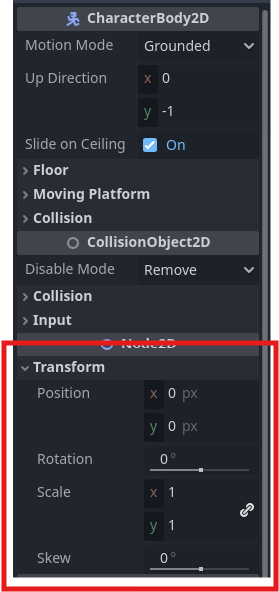 CharacterBody2D
Motion Mode Grounded
Up Direction x 0
y -1
Slide on Ceiling On
Floor
Moving Platform
Collision
CollisionObject2D
Disable Mode Remove
Collision
Input
Node2D
Transform
Position x 0 px
y 0 px
Rotation 0 °
Scale x 1
y 1
Skew 0 °